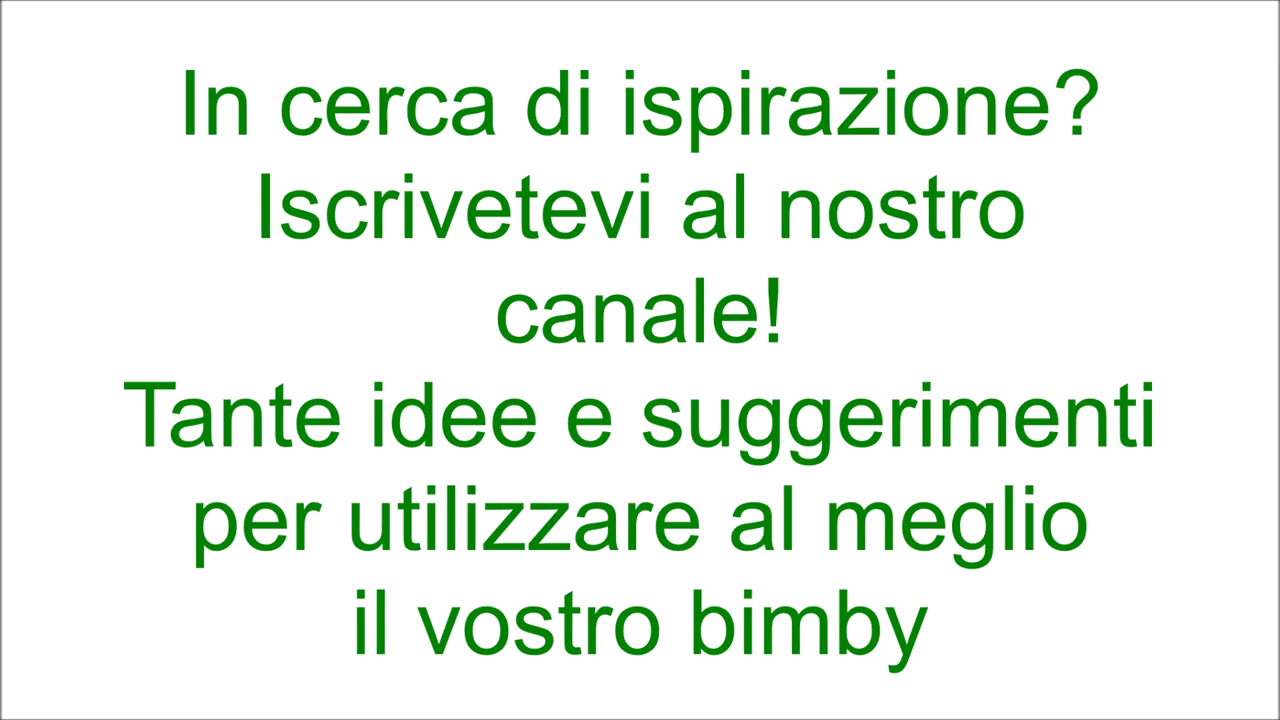 In cerca di ispirazione?
Iscrivetevi al nostro
canale!
Tante idee e suggerimenti
per utilizzare al meglio
il vostro bimby